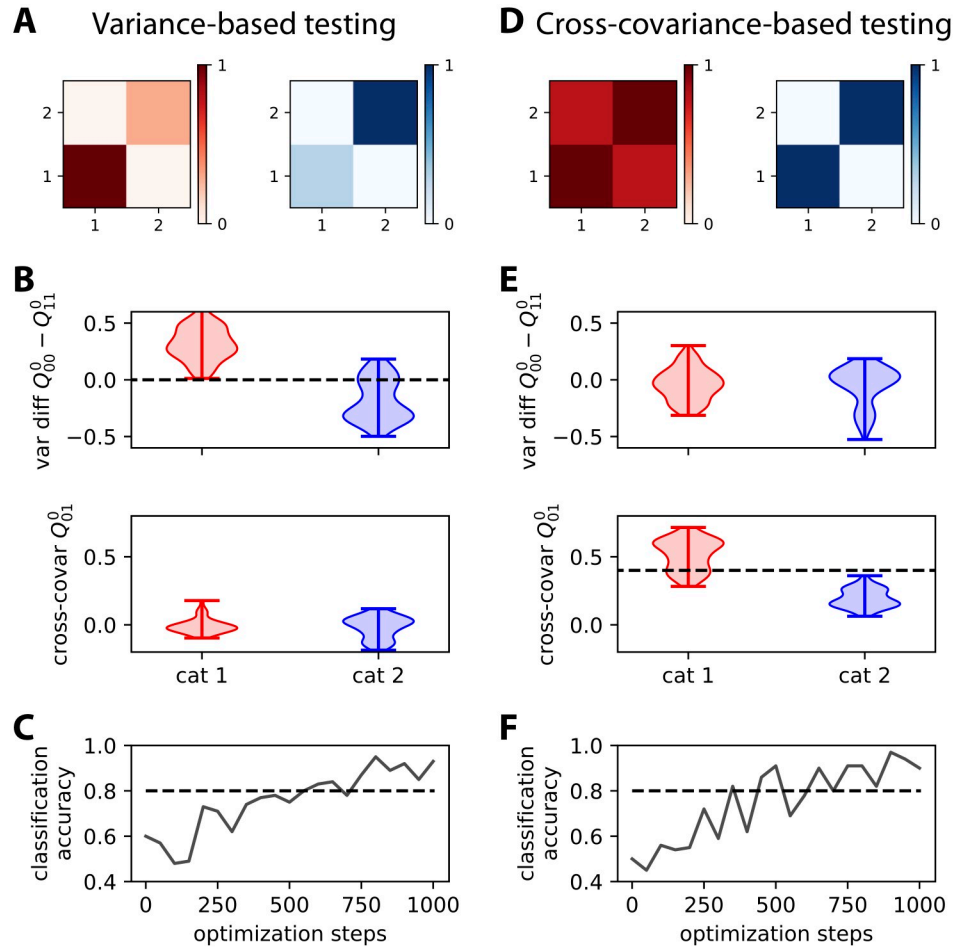 A Variance-based testing
1
2
1
0
1 2
1
2
1
0
1 2
D Cross-covariance-based testing
1
2
1
0
1 2
1
2
1
0
1 2
B
var diff Q⁰₀₀ − Q⁰₁₁
0.5
0.0
−0.5
cross-covar Q⁰₀₁
0.5
0.0
cat 1 cat 2
E
var diff Q⁰₀₀ − Q⁰₁₁
0.5
0.0
−0.5
cross-covar Q⁰₀₁
0.5
0.0
cat 1 cat 2
C
classification
accuracy
1.0
0.8
0.6
0.4
0 250 500 750 1000
optimization steps
F
classification
accuracy
1.0
0.8
0.6
0.4
0 250 500 750 1000
optimization steps